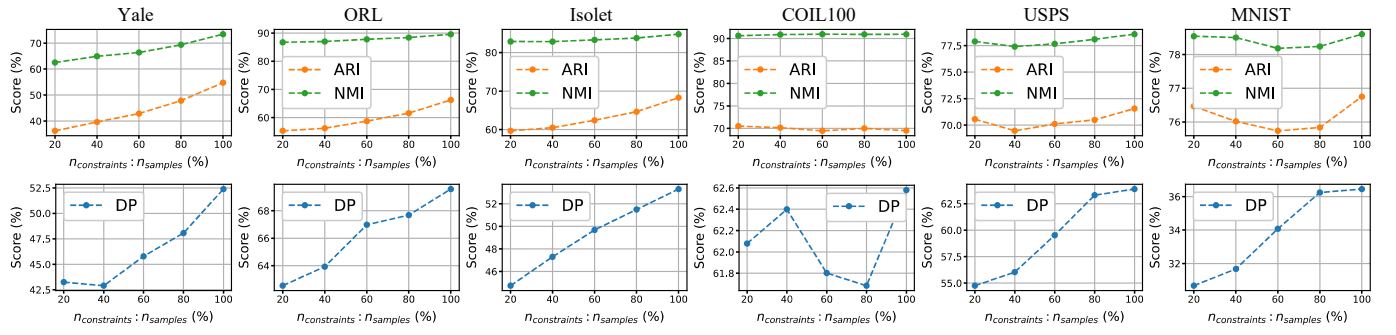 Yale
ORL
Isolet
COIL100
USPS
MNIST
Score (%)
70
60
50
40
ARI
NMI
20 40 60 80 100
n_constraints : n_samples (%)
Score (%)
90
80
70
60
ARI
NMI
20 40 60 80 100
n_constraints : n_samples (%)
Score (%)
80
70
60
ARI
NMI
20 40 60 80 100
n_constraints : n_samples (%)
Score (%)
90
85
80
75
70
ARI
NMI
20 40 60 80 100
n_constraints : n_samples (%)
Score (%)
77.5
75.0
72.5
70.0
ARI
NMI
20 40 60 80 100
n_constraints : n_samples (%)
Score (%)
78
77
76
ARI
NMI
20 40 60 80 100
n_constraints : n_samples (%)
Score (%)
52.5
50.0
47.5
45.0
42.5
DP
20 40 60 80 100
n_constraints : n_samples (%)
Score (%)
68
66
64
DP
20 40 60 80 100
n_constraints : n_samples (%)
Score (%)
52
50
48
46
DP
20 40 60 80 100
n_constraints : n_samples (%)
Score (%)
62.6
62.4
62.2
62.0
61.8
DP
20 40 60 80 100
n_constraints : n_samples (%)
Score (%)
62.5
60.0
57.5
55.0
DP
20 40 60 80 100
n_constraints : n_samples (%)
Score (%)
36
34
32
DP
20 40 60 80 100
n_constraints : n_samples (%)